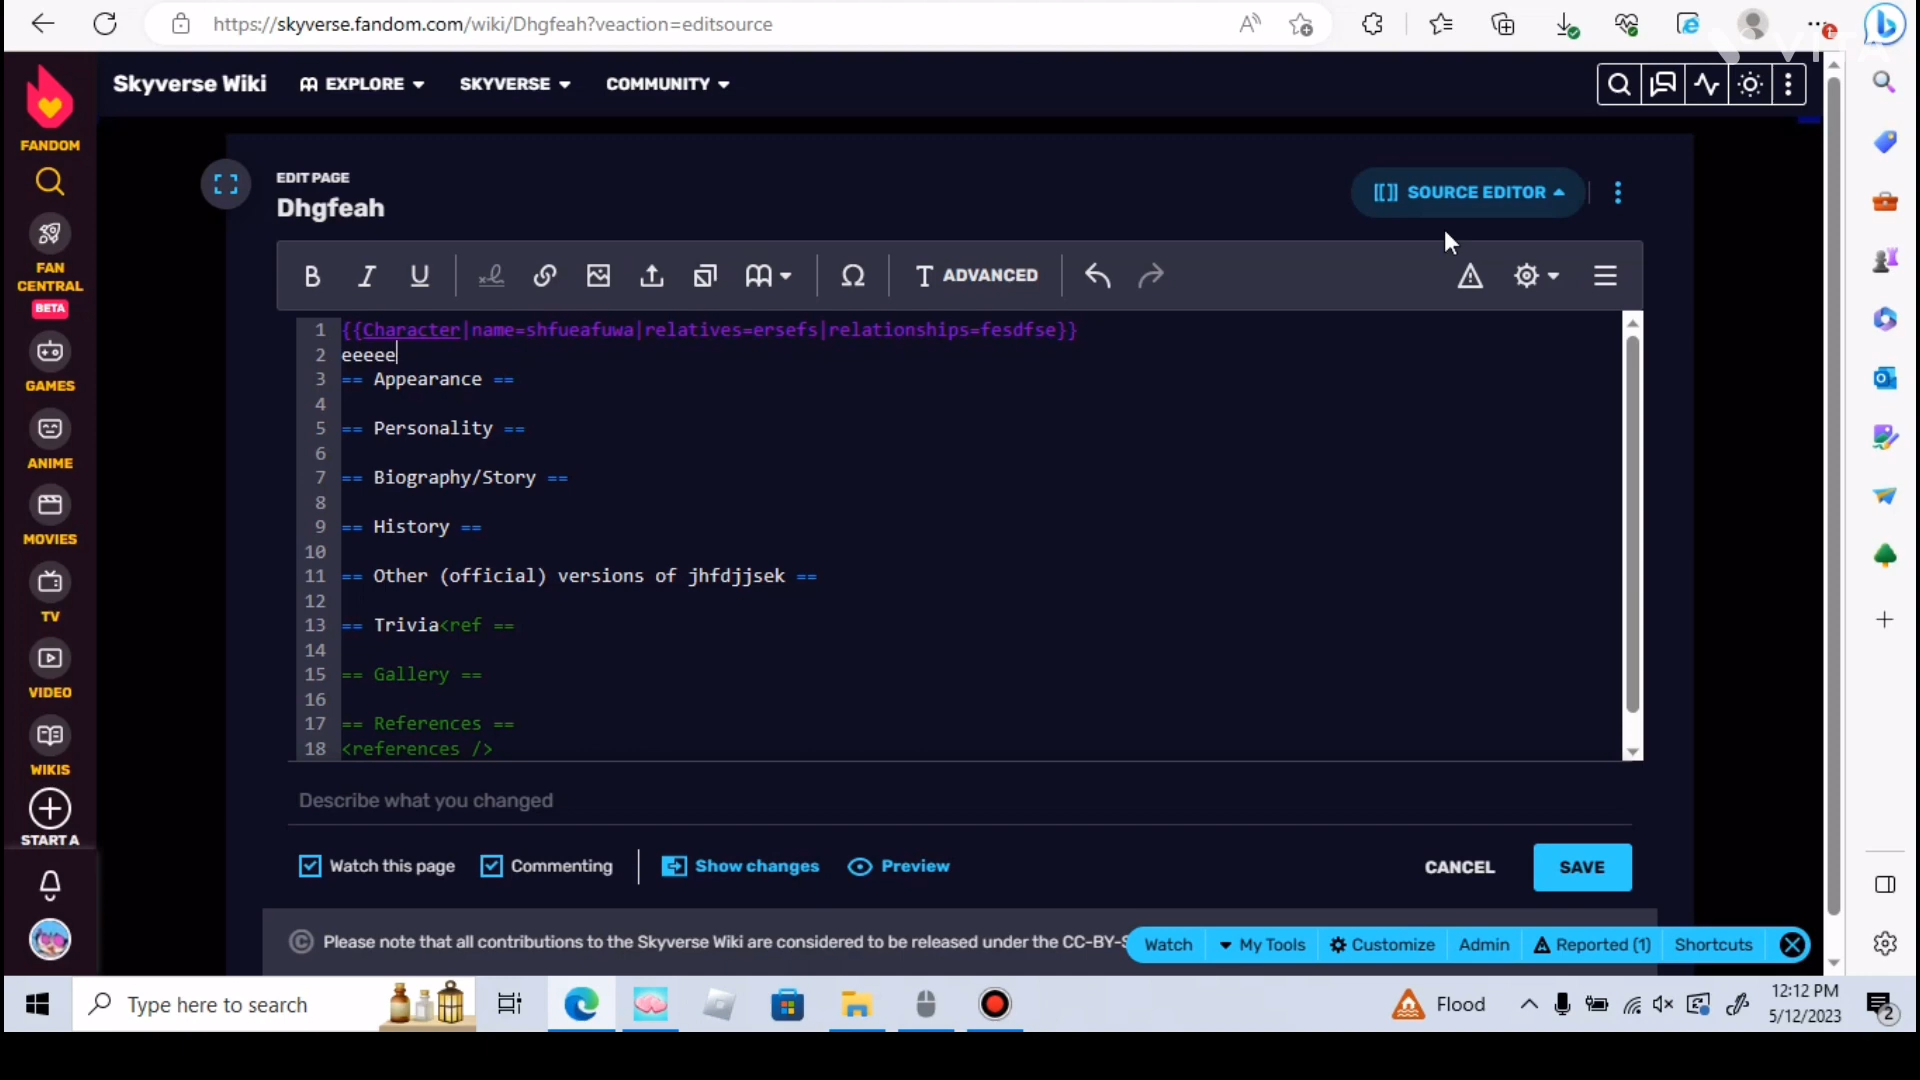 https://skyverse.fandom.com/wiki/Dhgfeah?veaction=editsource
VITA
Skyverse Wiki
EXPLORE
SKYVERSE
COMMUNITY
FANDOM
FAN CENTRAL
BETA
GAMES
ANIME
MOVIES
TV
VIDEO
WIKIS
START A
EDIT PAGE
Dhgfeah
[[]] SOURCE EDITOR
B I U
Ω
T ADVANCED
1 {{Character|name=shfueafuwa|relatives=ersefs|relationships=fesdfse}}
2 eeeee
3 == Appearance ==
4
5 == Personality ==
6
7 == Biography/Story ==
8
9 == History ==
10
11 == Other (official) versions of jhfdjjsek ==
12
13 == Trivia<ref ==
14
15 == Gallery ==
16
17 == References ==
18 <references />
Describe what you changed
Watch this page
Commenting
Show changes
Preview
CANCEL
SAVE
© Please note that all contributions to the Skyverse Wiki are considered to be released under the CC-BY-S
Watch
My Tools
Customize
Admin
Reported (1)
Shortcuts
Type here to search
Flood
12:12 PM
5/12/2023
2